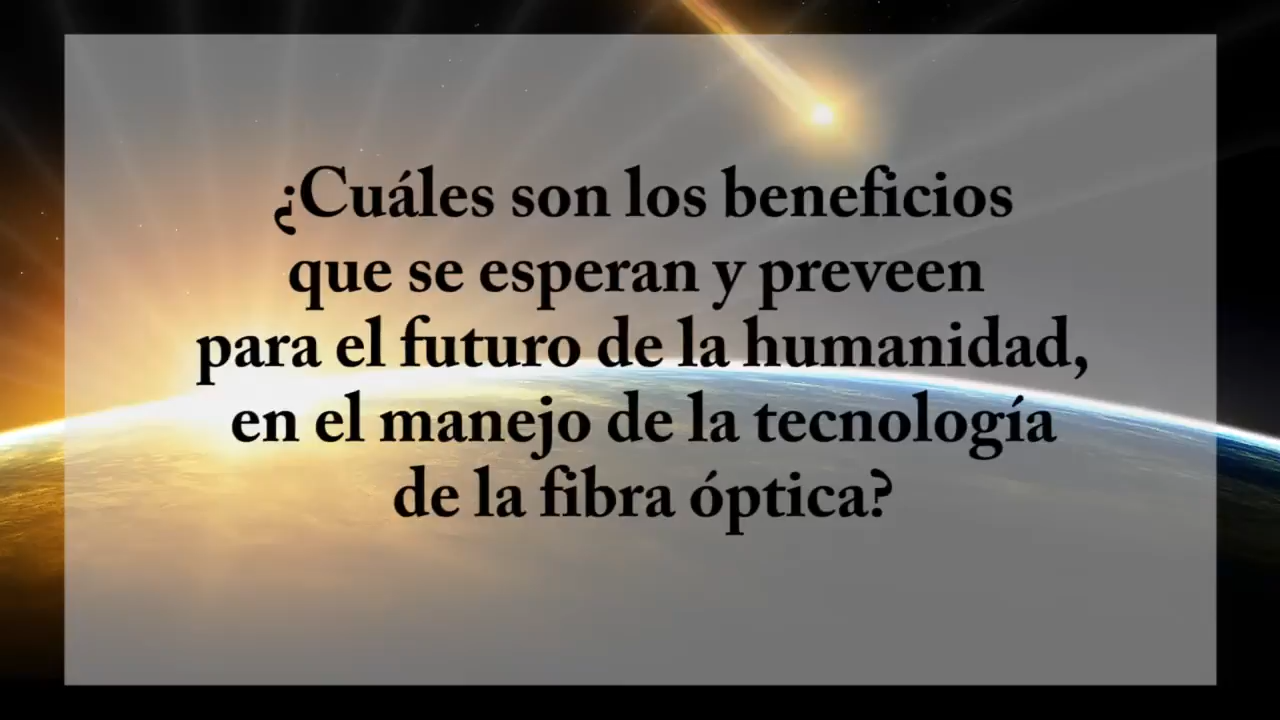 ¿Cuáles son los beneficios
que se esperan y preveen
para el futuro de la humanidad,
en el manejo de la tecnología
de la fibra óptica?